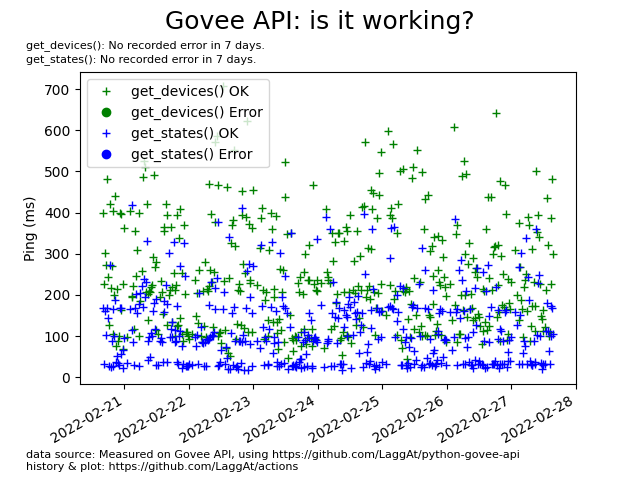 Govee API: is it working?
get_devices(): No recorded error in 7 days.
get_states(): No recorded error in 7 days.
get_devices() OK
get_devices() Error
get_states() OK
get_states() Error
Ping (ms)
700
600
500
400
300
200
100
0
2022-02-21
2022-02-22
2022-02-23
2022-02-24
2022-02-25
2022-02-26
2022-02-27
2022-02-28
data source: Measured on Govee API, using https://github.com/LaggAt/python-govee-api
history & plot: https://github.com/LaggAt/actions